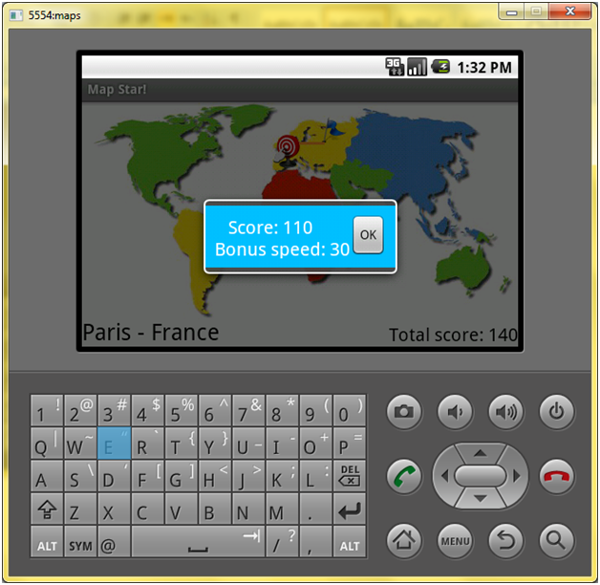 5554:maps
3G 1:32 PM
Map Star!
Score: 110
OK
Bonus speed: 30
Paris - France
Total score: 140
1 ! 2 @ 3 # 4 $ 5 % 6 ^ 7 & 8 * 9 ( 0 )
Q | W ~ E " R ` T { Y } U _ I - O + P =
A S \ D ' F [ G ] H < J > K ; L : DEL
Z X C V B N M .
ALT SYM @ / ? , ALT
MENU